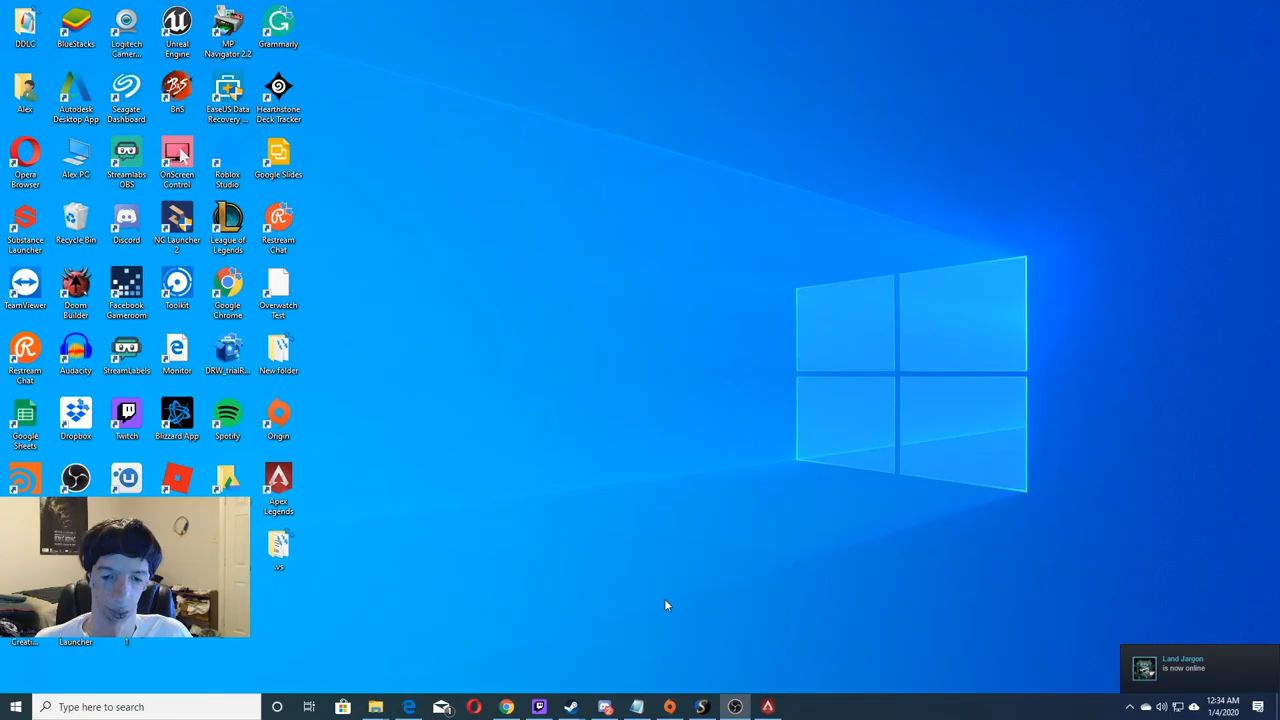 DDLC
BlueStacks
Logitech
Camer...
Unreal
Engine
MP
Navigator 2.2
Grammarly
Alex
Autodesk
Desktop App
Seagate
Dashboard
BnS
EaseUS Data
Recovery ...
Hearthstone
Deck Tracker
Opera
Browser
Alex PC
Streamlabs
OBS
OnScreen
Control
Roblox
Studio
Google Slides
Substance
Launcher
Recycle Bin
Discord
NC Launcher
2
League of
Legends
Restream
Chat
TeamViewer
Doom
Builder
Facebook
Gameroom
Toolkit
Google
Chrome
Overwatch
Test
Restream
Chat
Audacity
StreamLabels
Monitor
DRW_trialR...
New folder
Google
Sheets
Dropbox
Twitch
Blizzard App
Spotify
Origin
Apex
Legends
.vs
Creati...
Launcher
1
Land Jargon
is now online
Type here to search
12:34 AM
1/4/2020